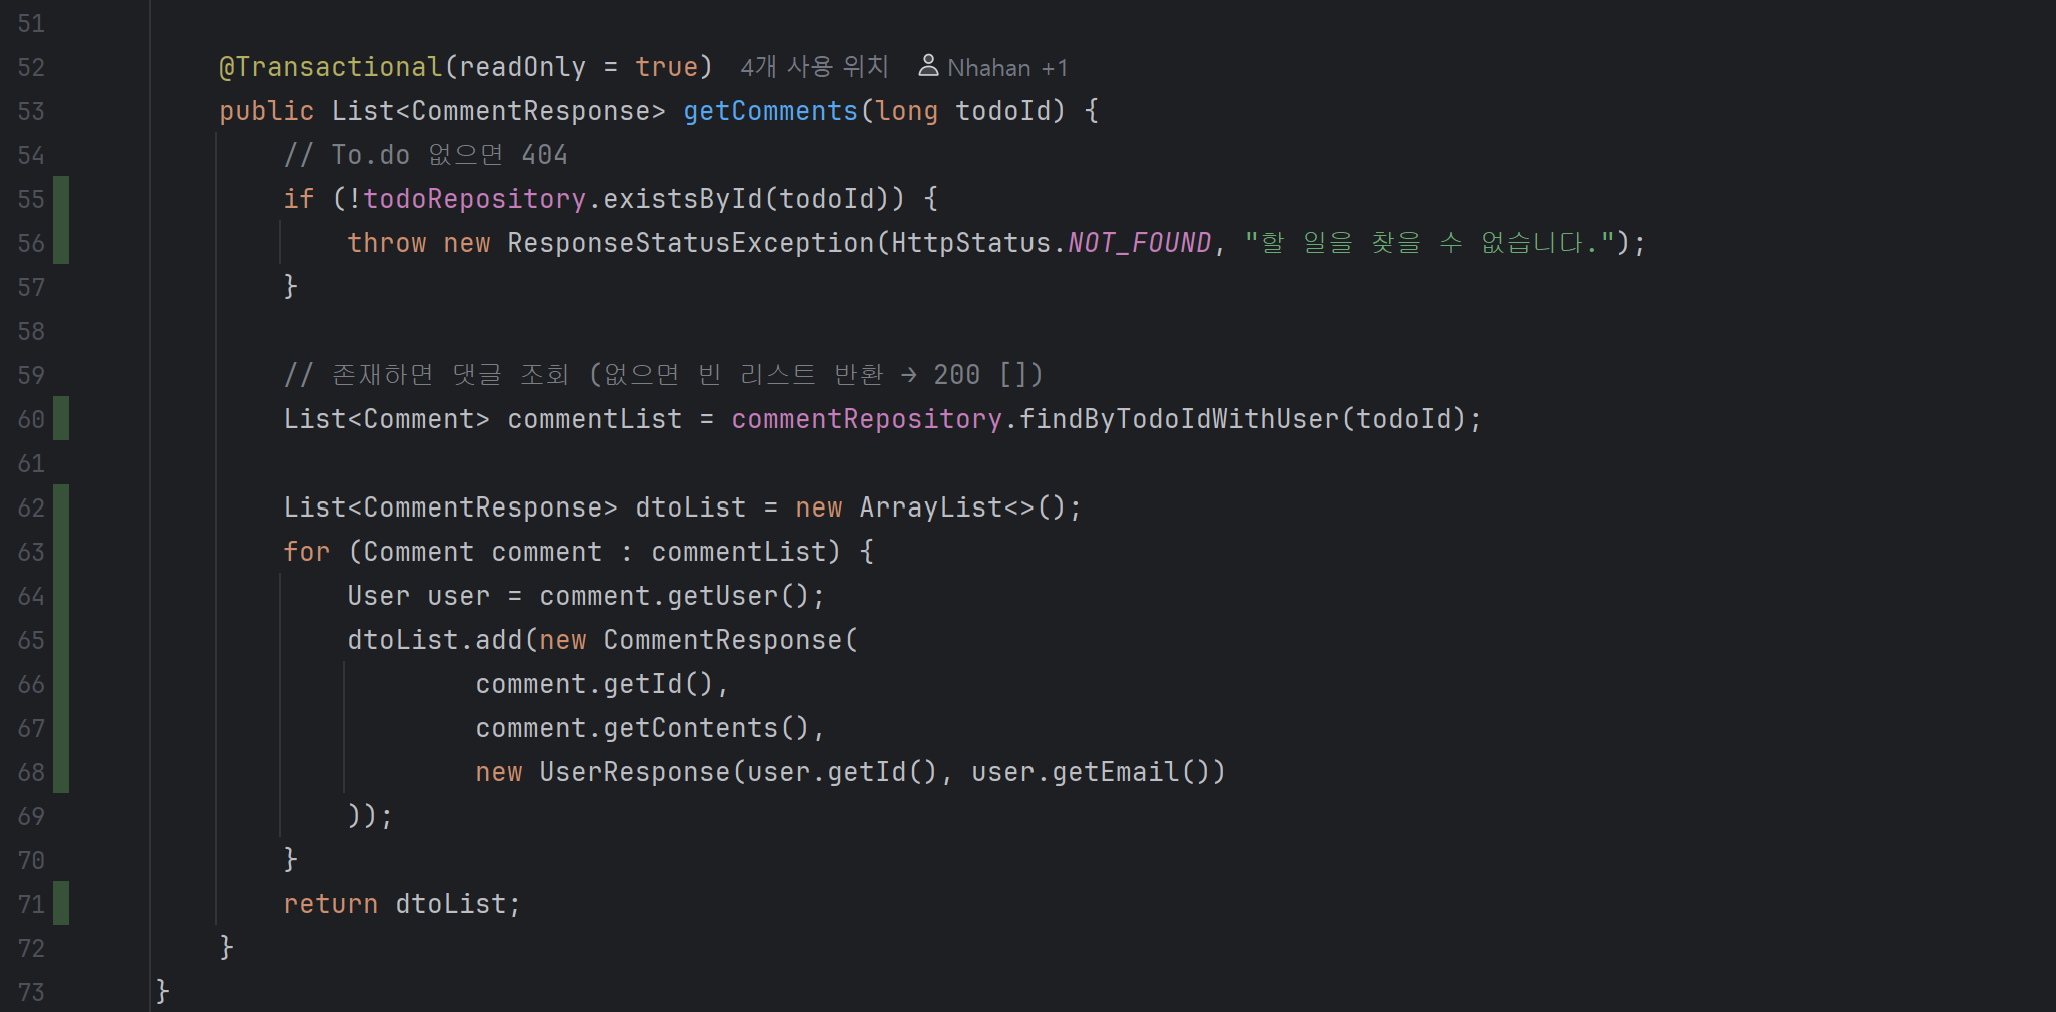 51
52 @Transactional(readOnly = true) 4개 사용 위치 Nhahan +1
53 public List<CommentResponse> getComments(long todoId) {
54 // To.do 없으면 404
55 if (!todoRepository.existsById(todoId)) {
56 throw new ResponseStatusException(HttpStatus.NOT_FOUND, "할 일을 찾을 수 없습니다.");
57 }
58
59 // 존재하면 댓글 조회 (없으면 빈 리스트 반환 → 200 [])
60 List<Comment> commentList = commentRepository.findByTodoIdWithUser(todoId);
61
62 List<CommentResponse> dtoList = new ArrayList<>();
63 for (Comment comment : commentList) {
64 User user = comment.getUser();
65 dtoList.add(new CommentResponse(
66 comment.getId(),
67 comment.getContents(),
68 new UserResponse(user.getId(), user.getEmail())
69 ));
70 }
71 return dtoList;
72 }
73 }